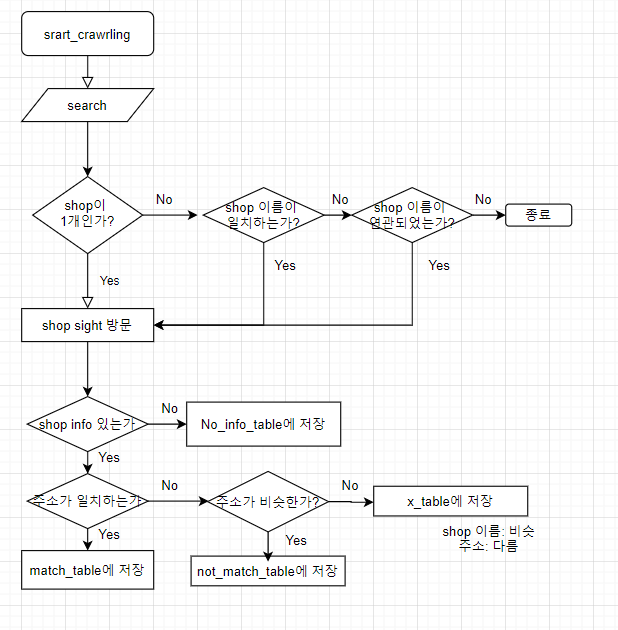 srart_crawrling
search
shop이
1개인가?
No
shop 이름이
일치하는가?
No
shop 이름이
연관되었는가?
No
종료
Yes
Yes
Yes
shop sight 방문
shop info 있는가
No
No_info_table에 저장
Yes
주소가 일치하는가
No
주소가 비슷한가?
No
x_table에 저장
shop 이름: 비슷
주소: 다름
Yes
Yes
match_table에 저장
not_match_table에 저장